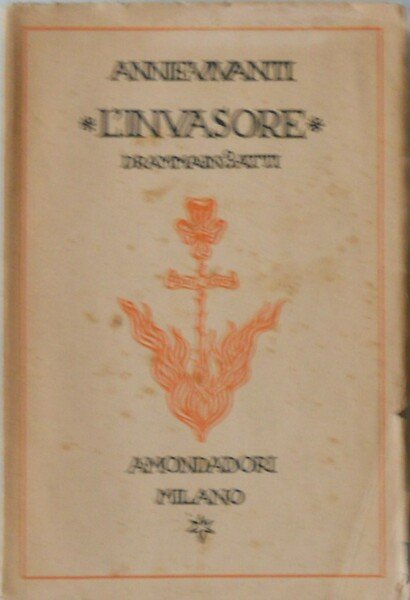 ANNIE VIVANTI
*L'INVASORE*
DRAMMA IN 3 ATTI
A MONDADORI
MILANO